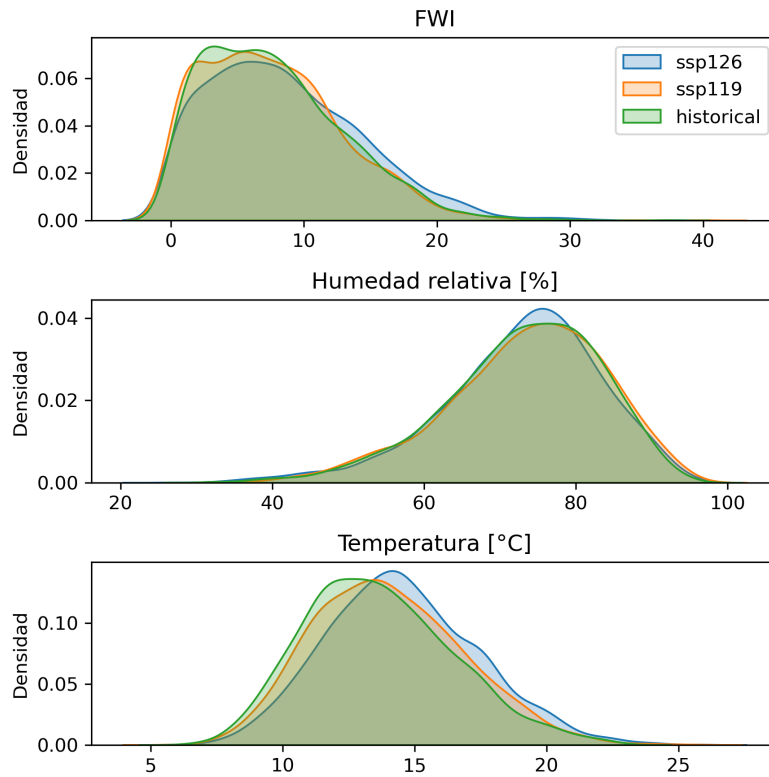 FWI
Densidad
0.06
0.04
0.02
0.00
ssp126
ssp119
historical
0 10 20 30 40
Humedad relativa [%]
Densidad
0.04
0.02
0.00
20 40 60 80 100
Temperatura [°C]
Densidad
0.10
0.05
0.00
5 10 15 20 25